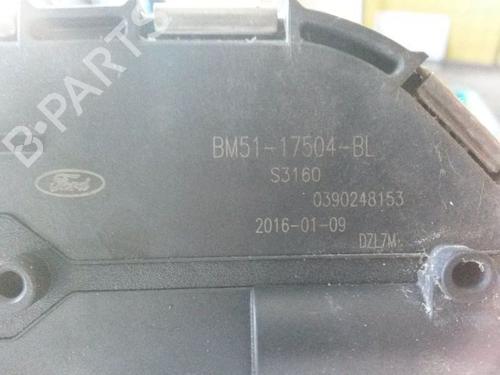 B-PARTS
BM51-17504-BL
S3160
Ford
0390248153
2016-01-09
DZL7M